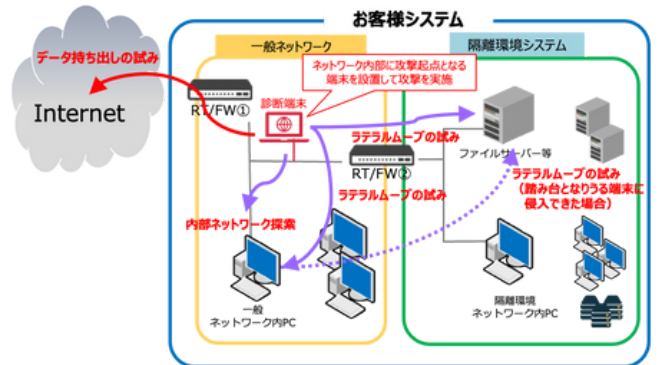 お客様システム
一般ネットワーク
隔離環境システム
データ持ち出しの試み
ネットワーク内部に攻撃起点となる
端末を設置して攻撃を実施
Internet
RT/FW①
診断端末
ラテラルムーブの試み
ファイルサーバー等
RT/FW②
ラテラルムーブの試み
(踏み台となりうる端末に
侵入できた場合)
ラテラルムーブの試み
内部ネットワーク探索
一般
ネットワーク内PC
隔離環境
ネットワーク内PC